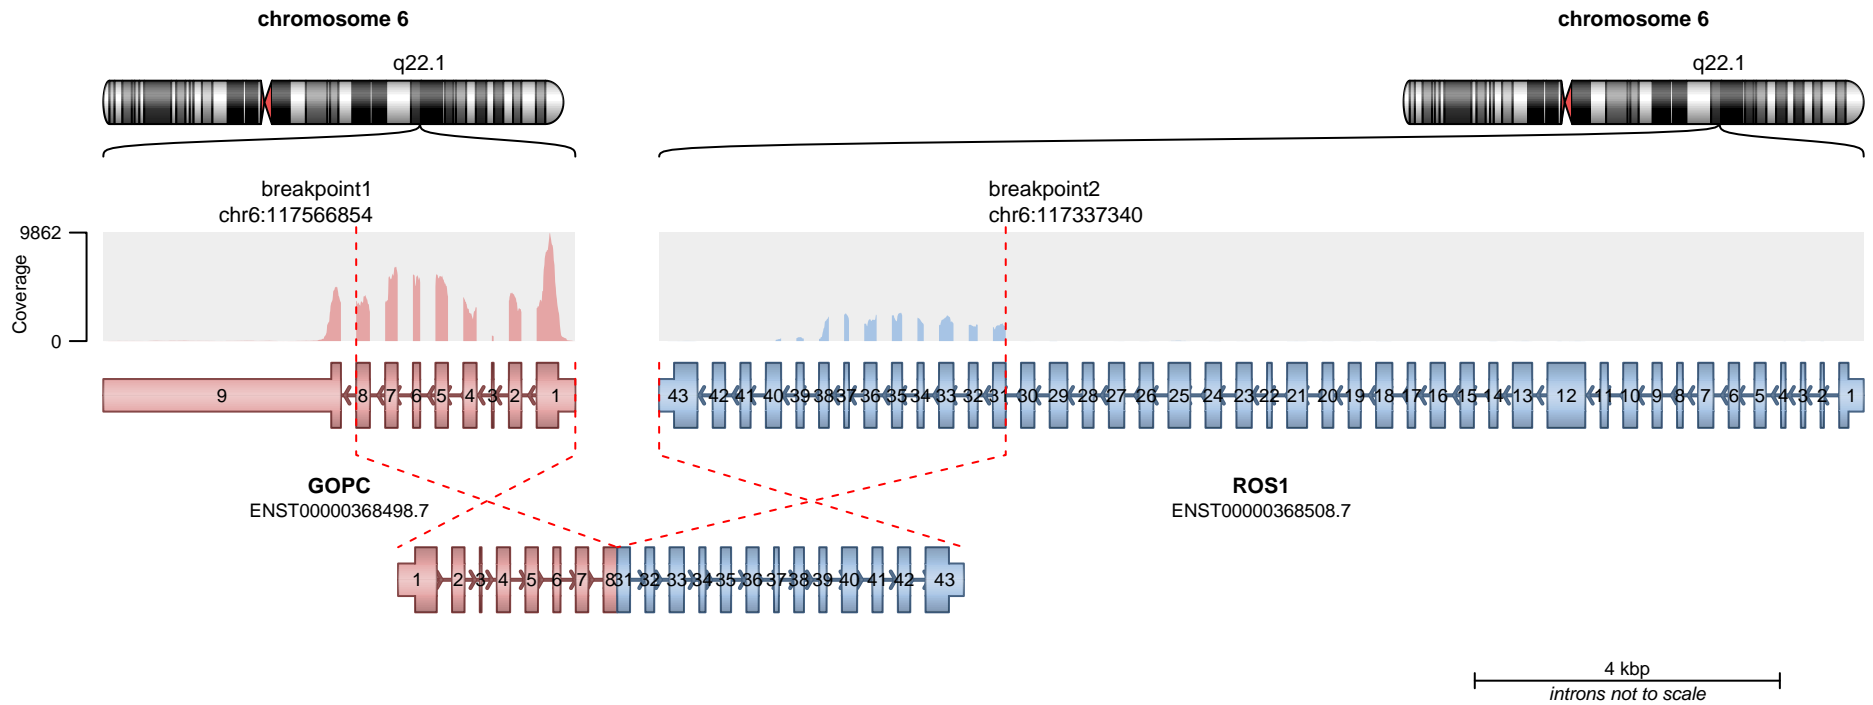 chromosome 6
chromosome 6
q22.1
q22.1
breakpoint1
chr6:117566854
breakpoint2
chr6:117337340
9862
0
Coverage
9 8 7 6 5 4 3 2 1
43 42 41 40 39 38 37 36 35 34 33 32 31 30 29 28 27 26 25 24 23 22 21 20 19 18 17 16 15 14 13 12 11 10 9 8 7 6 5 4 3 2 1
GOPC
ENST00000368498.7
ROS1
ENST00000368508.7
1 2 3 4 5 6 7 8 31 32 33 34 35 36 37 38 39 40 41 42 43
4 kbp
introns not to scale